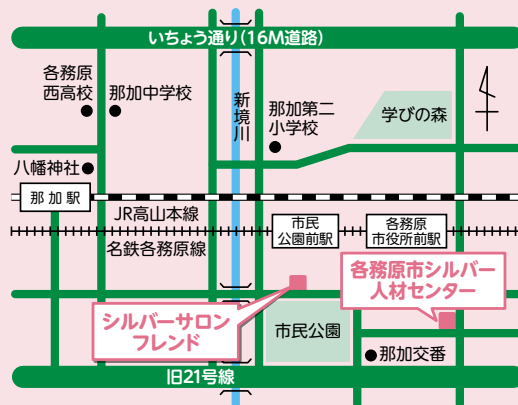 いちょう通り(16M道路)
各務原
西高校
那加中学校
新境川
那加第二
小学校
学びの森
八幡神社
那加駅
JR高山本線
名鉄各務原線
市民
公園前駅
各務原
市役所前駅
シルバーサロン
フレンド
各務原市シルバー
人材センター
市民公園
那加交番
旧21号線